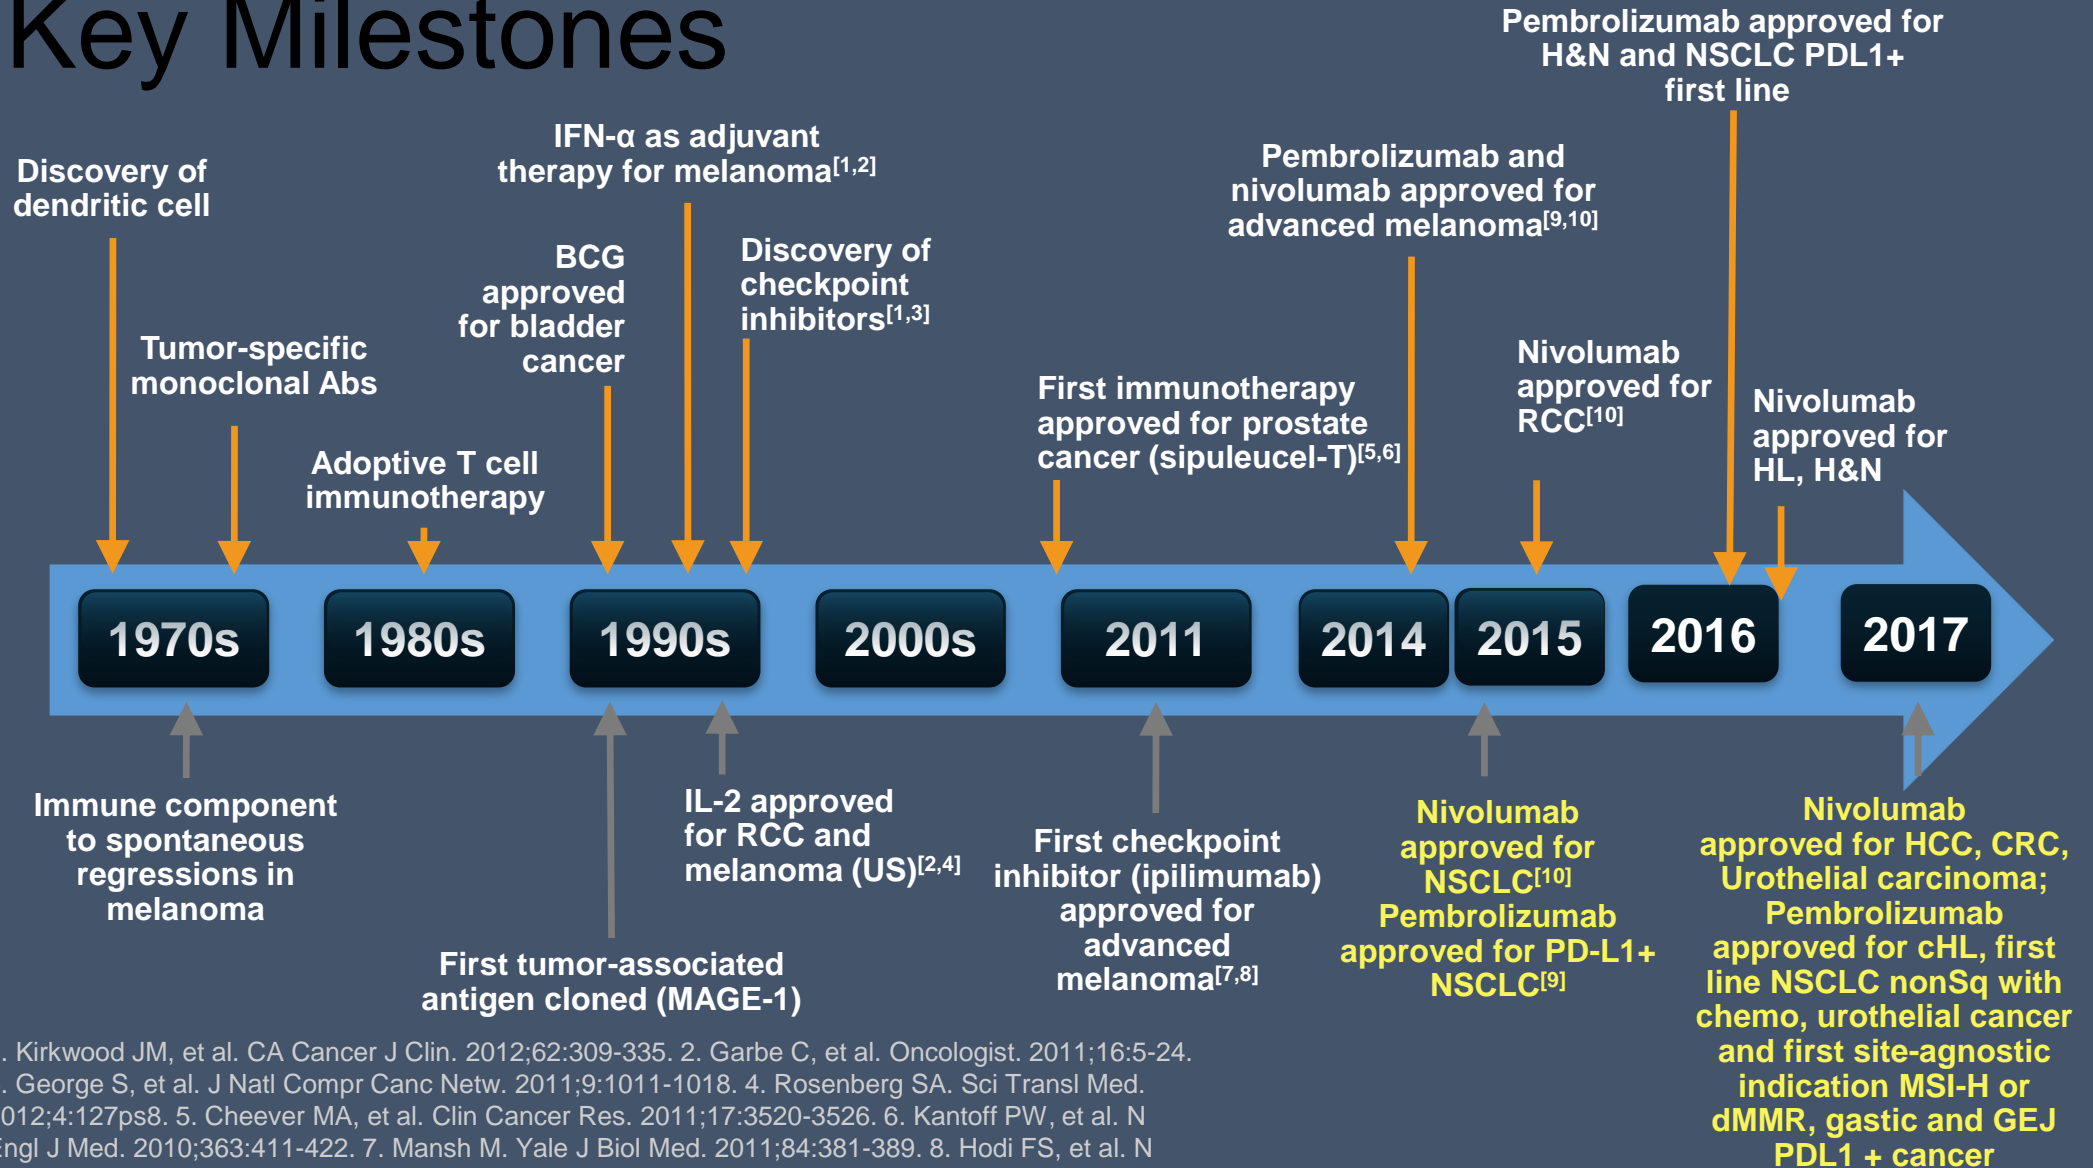 Key Milestones
Pembrolizumab approved for
H&N and NSCLC PDL1+
first line
IFN-α as adjuvant
therapy for melanoma[1,2]
Discovery of
dendritic cell
Pembrolizumab and
nivolumab approved for
advanced melanoma[9,10]
BCG
approved
for bladder
cancer
Discovery of
checkpoint
inhibitors[1,3]
Tumor-specific
monoclonal Abs
Nivolumab
approved for
RCC[10]
First immunotherapy
approved for prostate
cancer (sipuleucel-T)[5,6]
Nivolumab
approved for
HL, H&N
Adoptive T cell
immunotherapy
1970s
1980s
1990s
2000s
2011
2014
2015
2016
2017
Immune component
to spontaneous
regressions in
melanoma
IL-2 approved
for RCC and
melanoma (US)[2,4]
First tumor-associated
antigen cloned (MAGE-1)
First checkpoint
inhibitor (ipilimumab)
approved for
advanced
melanoma[7,8]
Nivolumab
approved for
NSCLC[10]
Pembrolizumab
approved for PD-L1+
NSCLC[9]
Nivolumab
approved for HCC, CRC,
Urothelial carcinoma;
Pembrolizumab
approved for cHL, first
line NSCLC nonSq with
chemo, urothelial cancer
and first site-agnostic
indication MSI-H or
dMMR, gastic and GEJ
PDL1 + cancer
. Kirkwood JM, et al. CA Cancer J Clin. 2012;62:309-335. 2. Garbe C, et al. Oncologist. 2011;16:5-24.
. George S, et al. J Natl Compr Canc Netw. 2011;9:1011-1018. 4. Rosenberg SA. Sci Transl Med.
012;4:127ps8. 5. Cheever MA, et al. Clin Cancer Res. 2011;17:3520-3526. 6. Kantoff PW, et al. N
Engl J Med. 2010;363:411-422. 7. Mansh M. Yale J Biol Med. 2011;84:381-389. 8. Hodi FS, et al. N